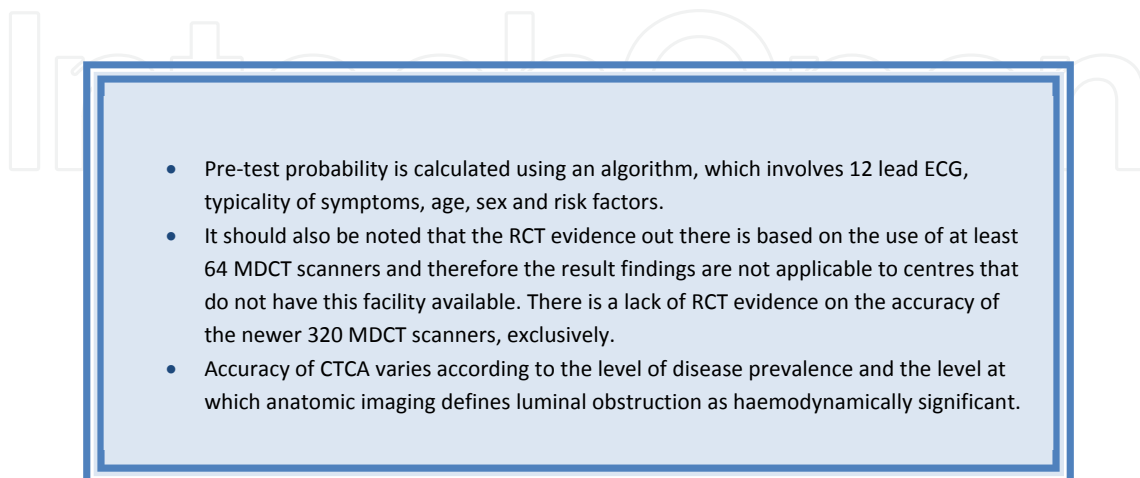 IntechOpen
• Pre-test probability is calculated using an algorithm, which involves 12 lead ECG,
typicality of symptoms, age, sex and risk factors.
• It should also be noted that the RCT evidence out there is based on the use of at least
64 MDCT scanners and therefore the result findings are not applicable to centres that
do not have this facility available. There is a lack of RCT evidence on the accuracy of
the newer 320 MDCT scanners, exclusively.
• Accuracy of CTCA varies according to the level of disease prevalence and the level at
which anatomic imaging defines luminal obstruction as haemodynamically significant.